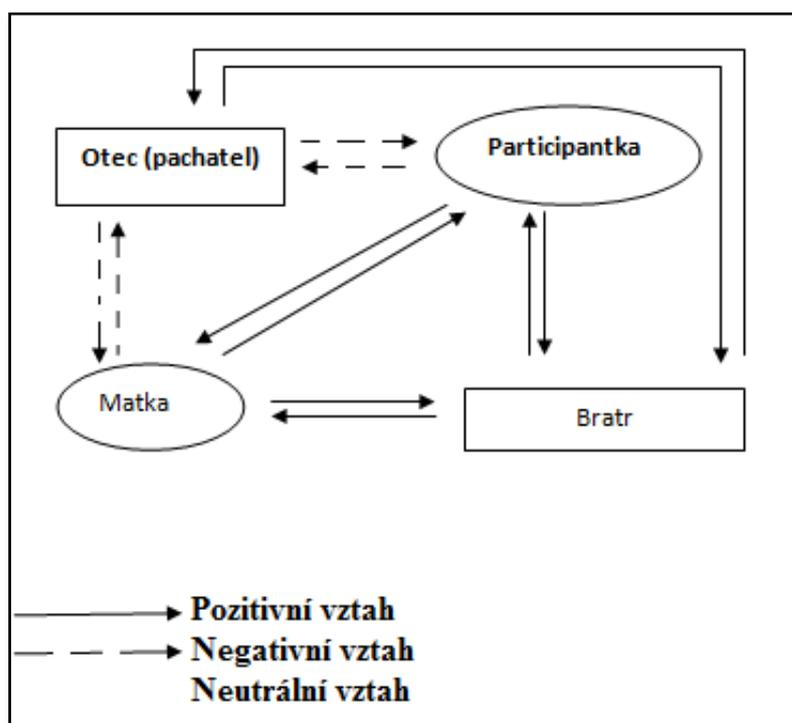 Otec (pachatel)
Participantka
Matka
Bratr
Pozitivní vztah
Negativní vztah
Neutrální vztah